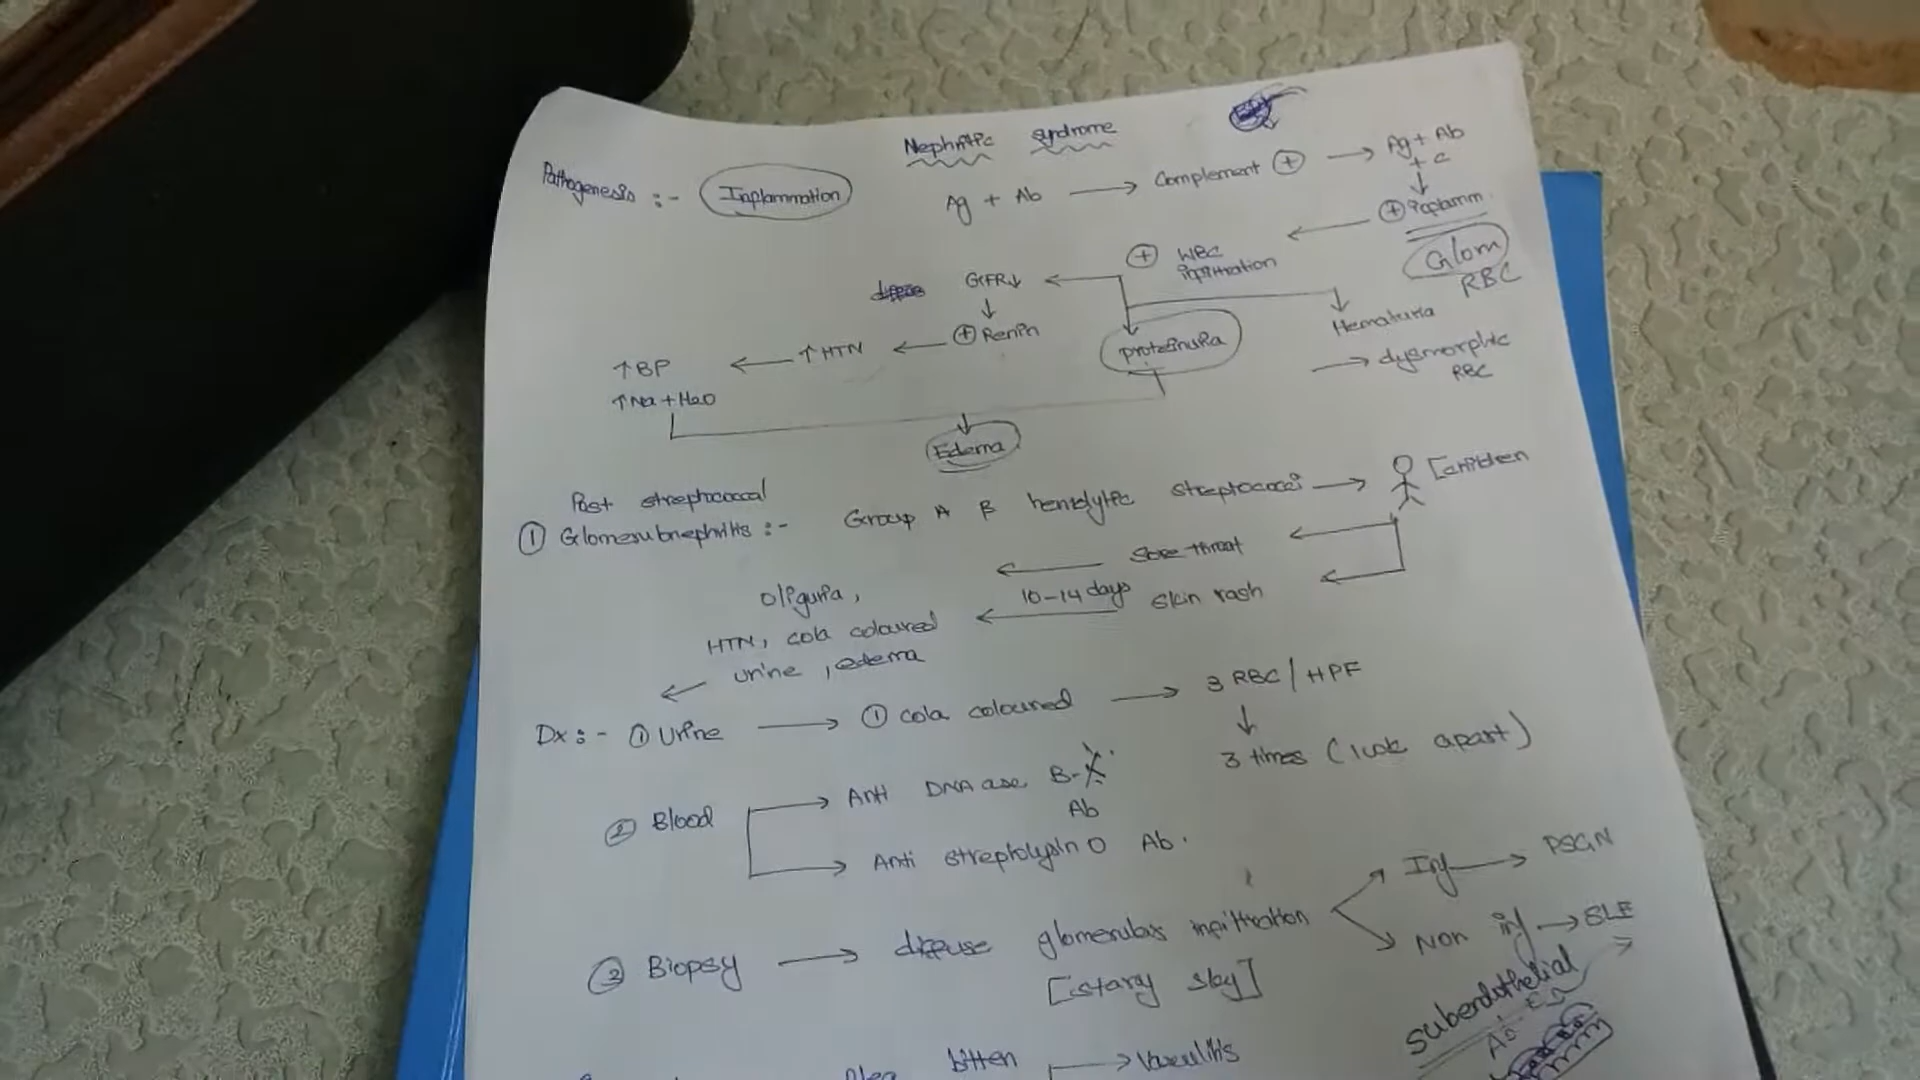 Nephritic syndrome
Pathogenesis :- Inflammation Ag + Ab → Complement ⊕ → Ag + Ab
+ C
↓
⊕ Inflamm.
Glom
RBC
⊕ WBC
infiltration
GFR↓ ←
↓
⊕ Renin
↑BP ← ↑HTN ←
↑Na + H2O
Proteinuria
Hematuria
→ dysmorphic
RBC
Edema
Post streptococcal
① Glomerulonephritis :- Group A β hemolytic streptococci → [children
← Sore throat
10-14 days
← Skin rash
Oliguria,
HTN, cola coloured
urine, edema
Dx :- ① Urine → ① cola coloured → 3 RBC / HPF
↓
3 times (1wk apart)
② Blood → Anti DNA ase B-
Ab
→ Anti streptolysin O Ab.
③ Biopsy → diffuse glomerulus infiltration
[starry sky]
Inf → PSGN
Non inf → SLE
subendothelial
bitten → Vasculitis